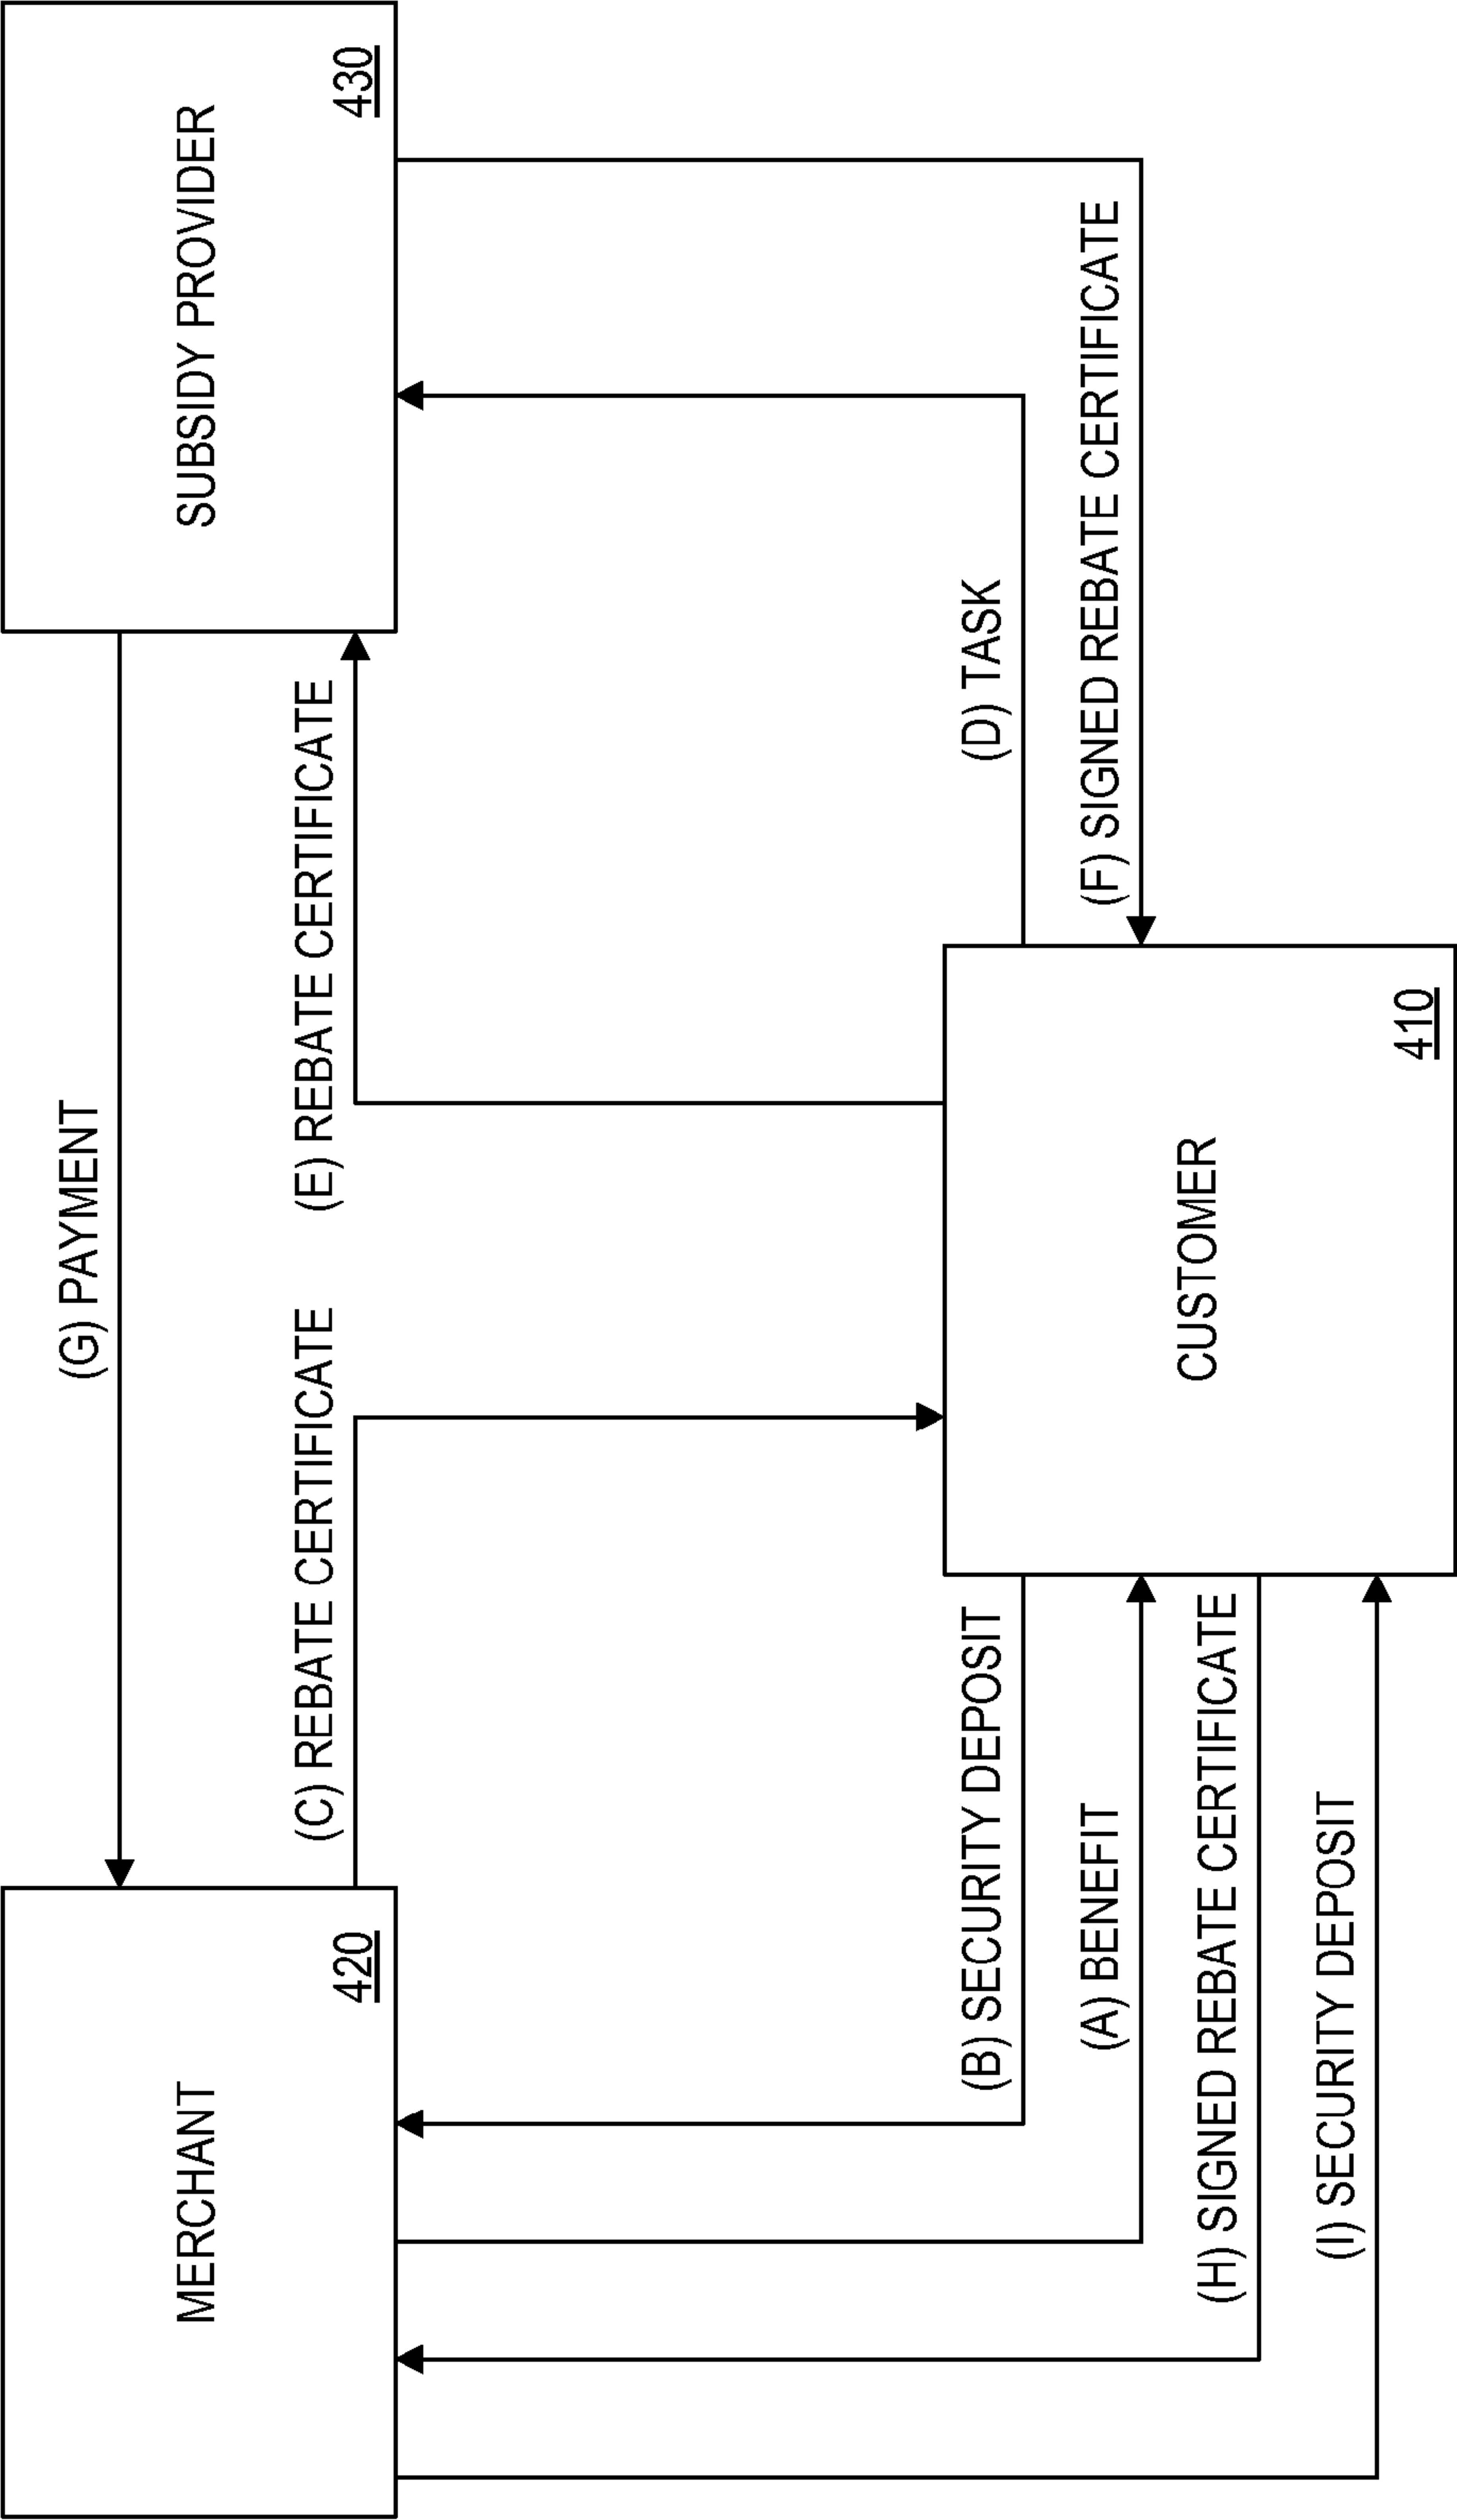 (G) PAYMENT
MERCHANT
SUBSIDY PROVIDER
(C) REBATE CERTIFICATE
(E) REBATE CERTIFICATE
420
430
(B) SECURITY DEPOSIT
(D) TASK
(A) BENEFIT
(F) SIGNED REBATE CERTIFICATE
CUSTOMER
(H) SIGNED REBATE CERTIFICATE
(I) SECURITY DEPOSIT
410